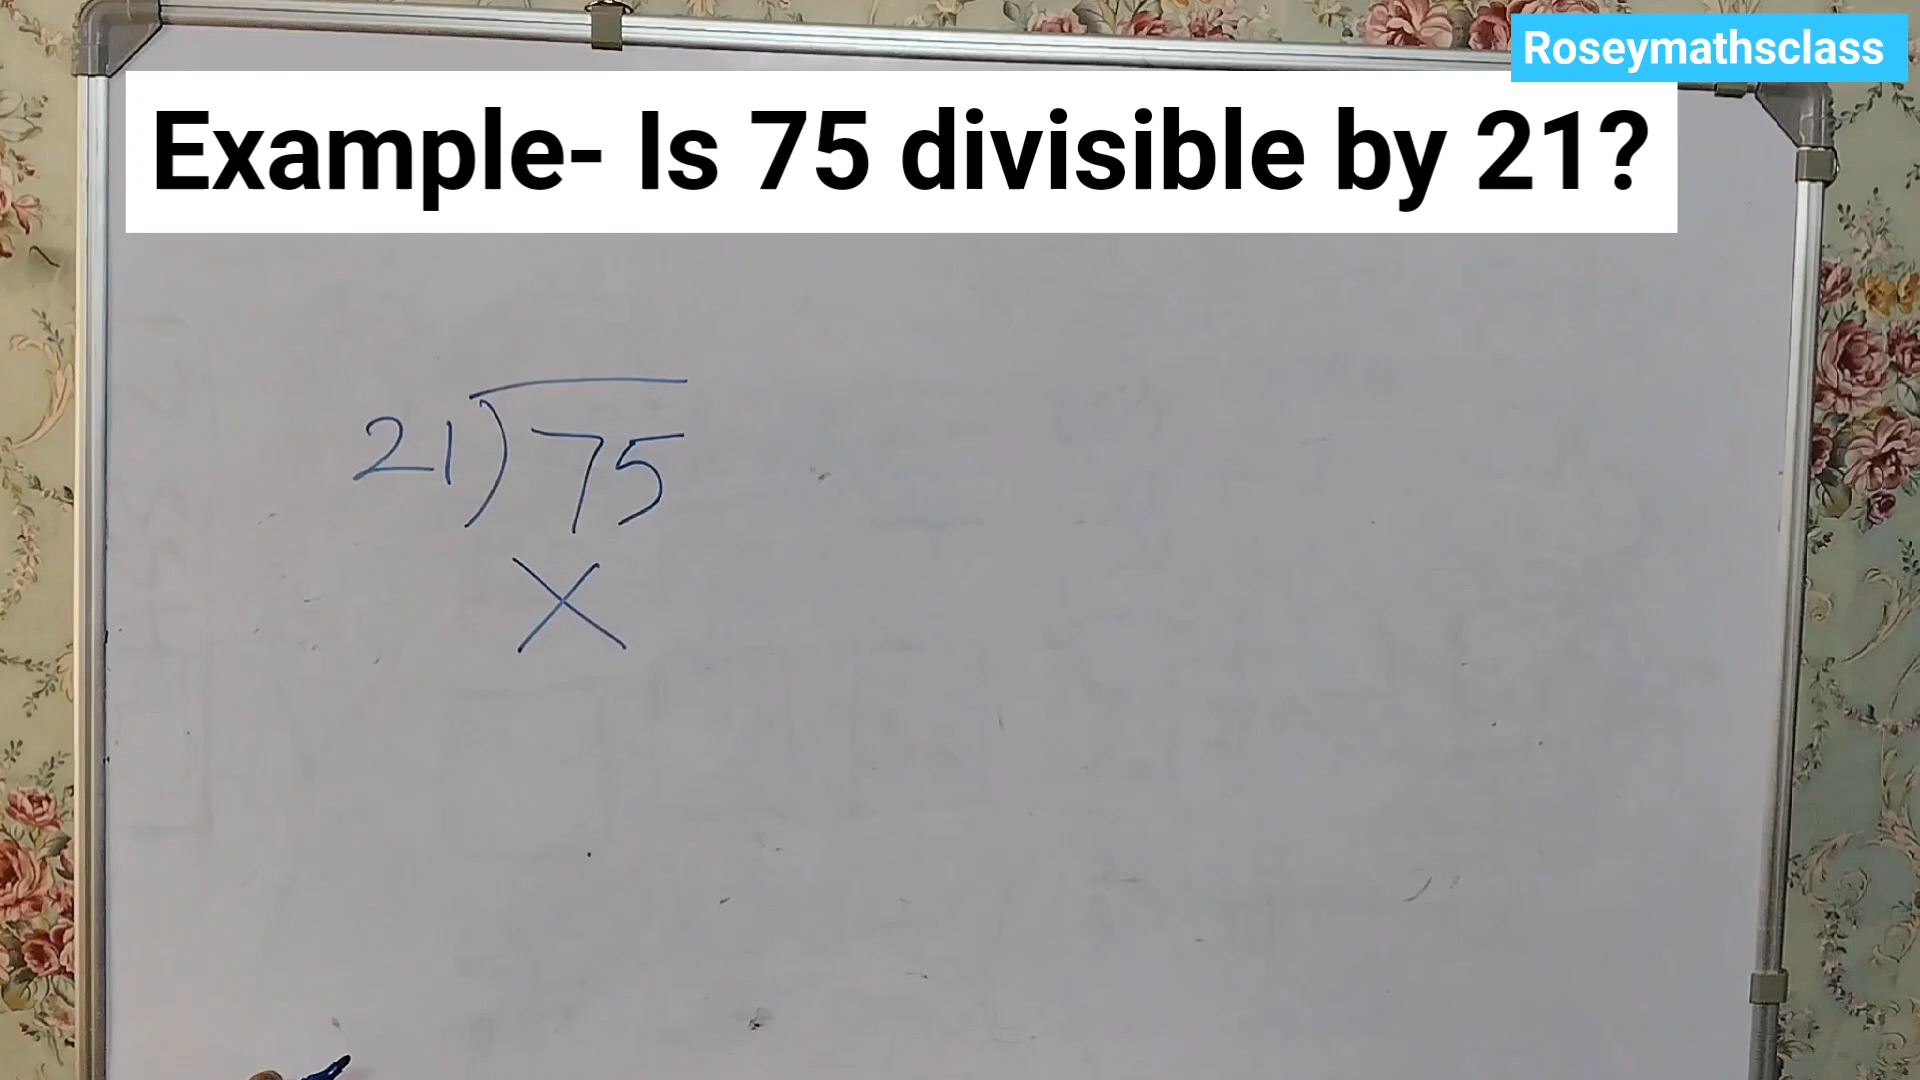 Roseymathsclass
Example- Is 75 divisible by 21?
21)75
X